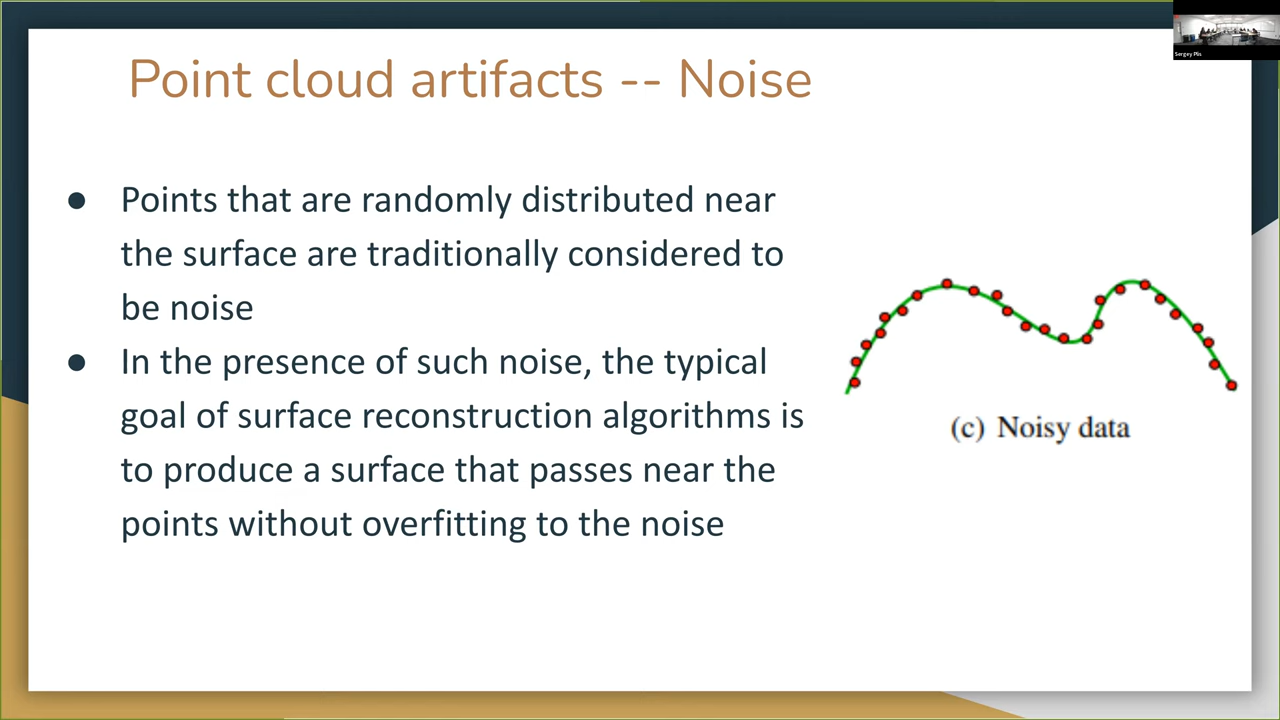 Point cloud artifacts -- Noise
● Points that are randomly distributed near
the surface are traditionally considered to
be noise
● In the presence of such noise, the typical
goal of surface reconstruction algorithms is
to produce a surface that passes near the
points without overfitting to the noise
(c) Noisy data
Sergey Plis